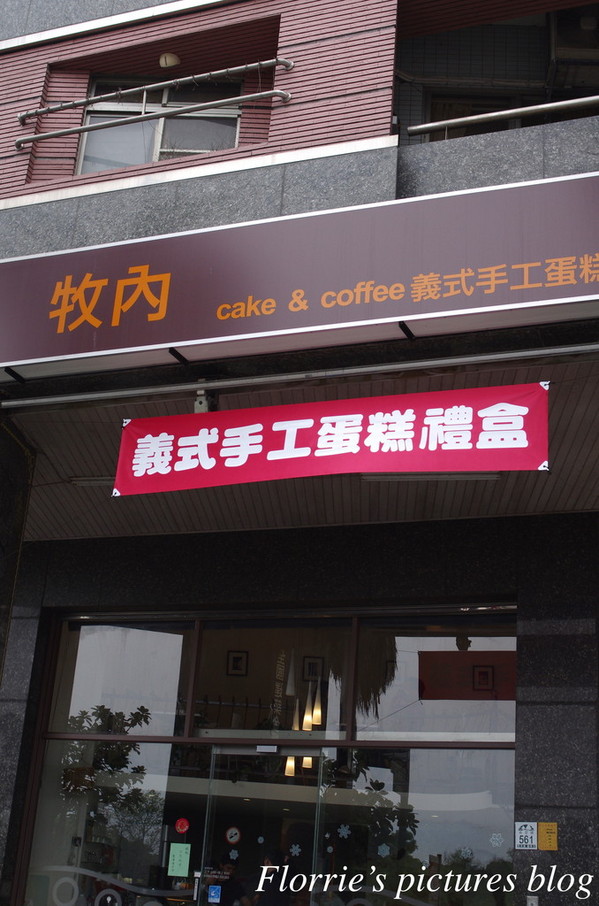 牧內 cake & coffee 義式手工蛋糕
義式手工蛋糕禮盒
561
Florrie's pictures blog